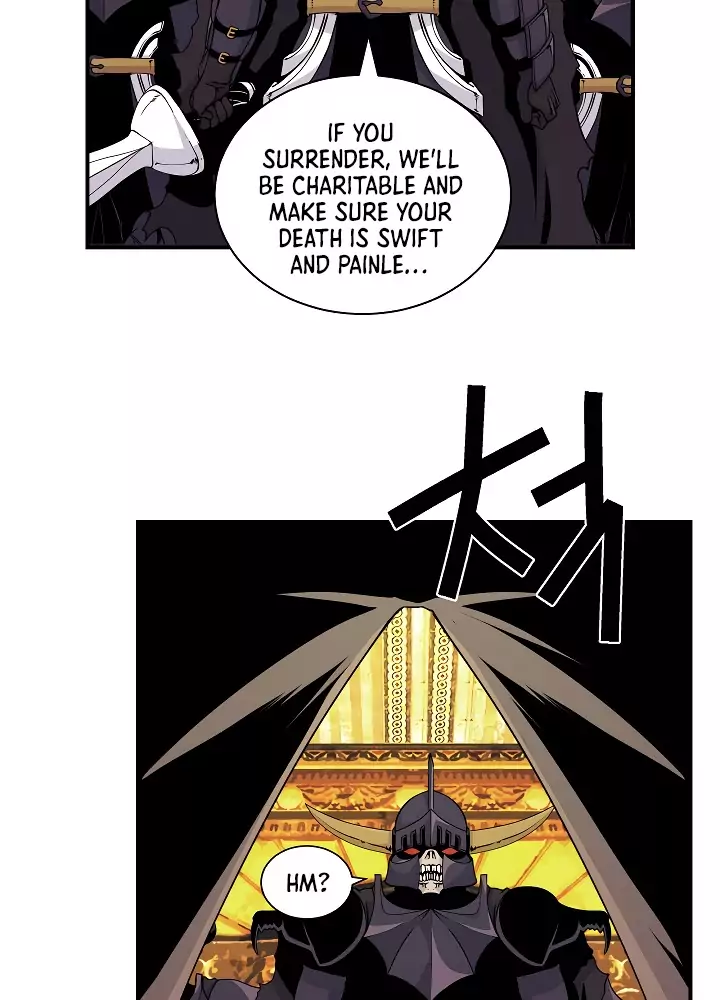 IF YOU
SURRENDER, WE'LL
BE CHARITABLE AND
MAKE SURE YOUR
DEATH IS SWIFT
AND PAINLE...
HM?